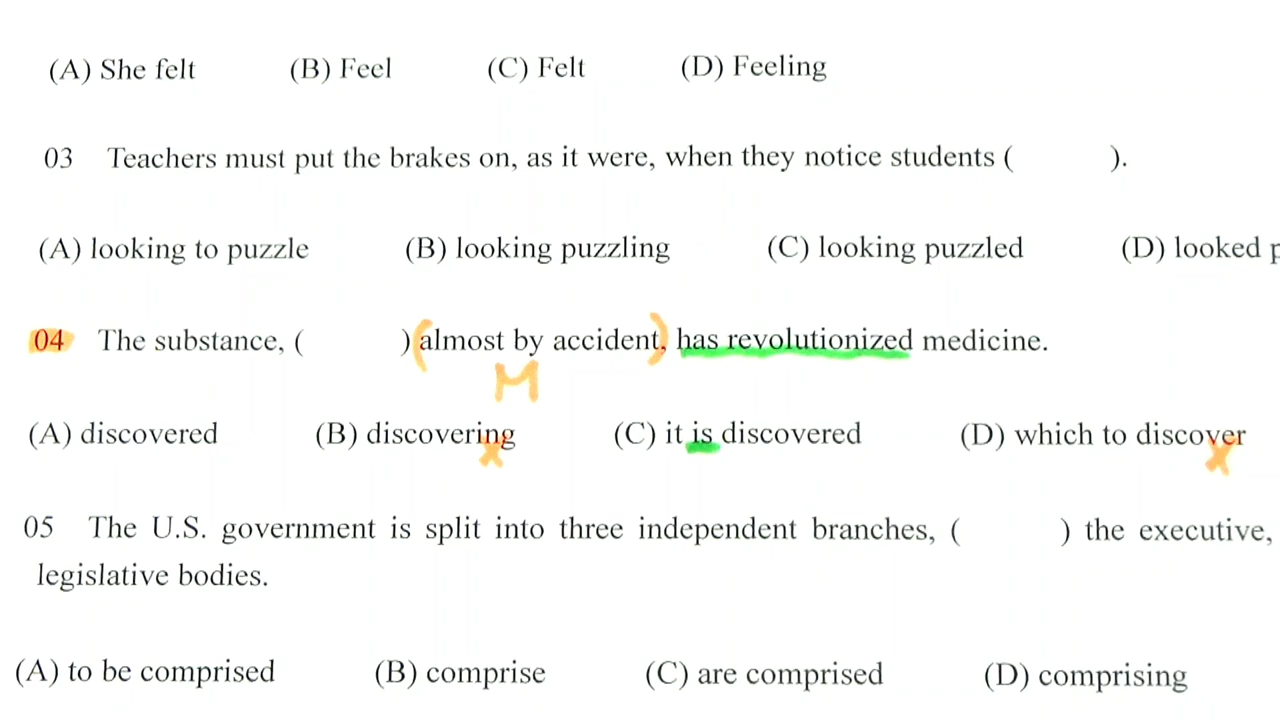 (A) She felt (B) Feel (C) Felt (D) Feeling
03 Teachers must put the brakes on, as it were, when they notice students ( ).
(A) looking to puzzle (B) looking puzzling (C) looking puzzled (D) looked
04 The substance, ( ) (almost by accident), has revolutionized medicine.
M
(A) discovered (B) discovering (C) it is discovered (D) which to discover
x x
05 The U.S. government is split into three independent branches, ( ) the executive,
legislative bodies.
(A) to be comprised (B) comprise (C) are comprised (D) comprising